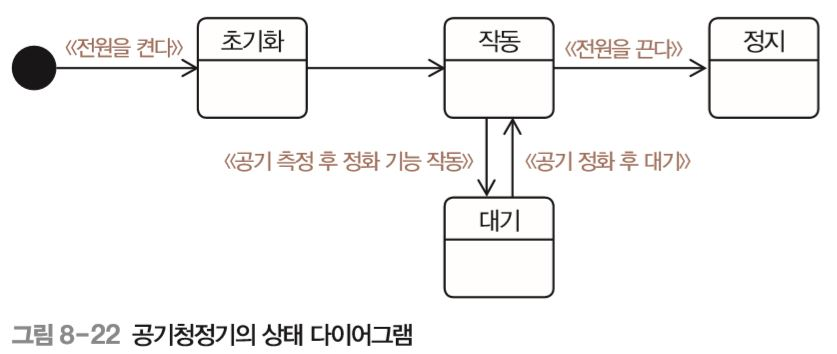 《전원을 켠다》
초기화
작동
《전원을 끈다》
정지
《공기 측정 후 정화 기능 작동》
《공기 정화 후 대기》
대기
그림 8-22 공기청정기의 상태 다이어그램